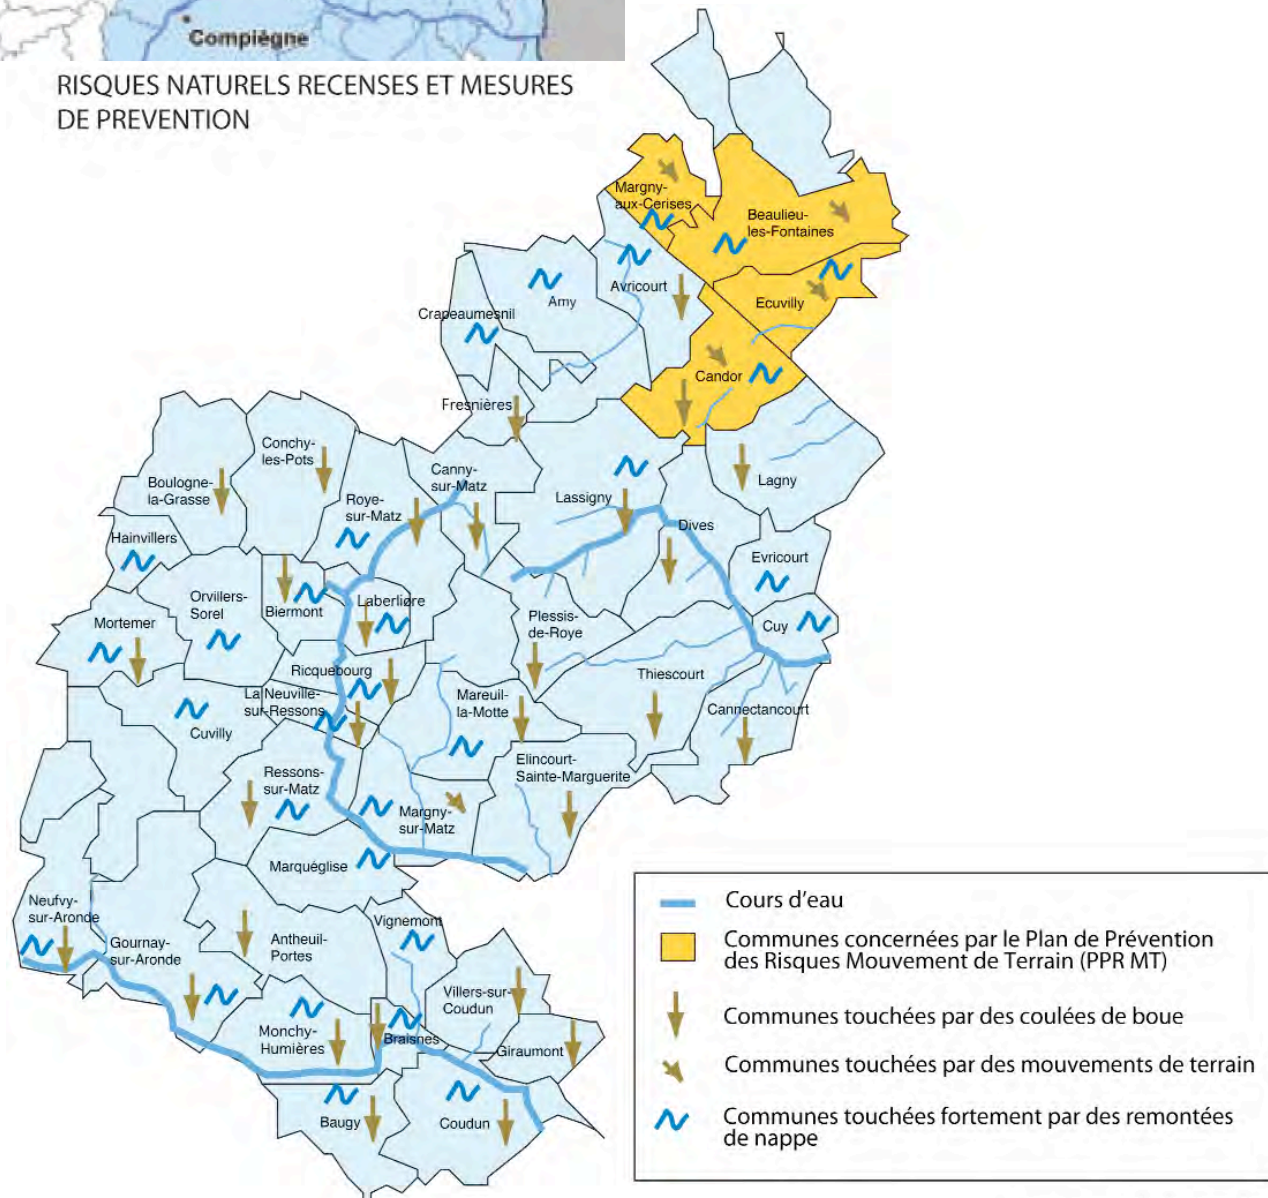 Compiègne
RISQUES NATURELS RECENSES ET MESURES
DE PREVENTION
Margny-
aux-Cerises
Beaulieu-
les-Fontaines
Avricourt
Amy
Ecuvilly
Crapeaumesnil
Candor
Fresnières
Conchy-
les-Pots
Canny-
sur-Matz
Boulogne-
la-Grasse
Roye-
sur-Matz
Lassigny
Lagny
Dives
Hainvillers
Evricourt
Orvillers-
Sorel
Biermont
Laberliøre
Mortemer
Plessis-
de-Roye
Cuy
Ricquebourg
Thiescourt
La Neuville-
sur-Ressons
Mareuil-
la-Motte
Cannectancourt
Cuvilly
Elincourt-
Sainte-Marguerite
Ressons-
sur-Matz
Margny-
sur-Matz
Marquéglise
Neufvy-
sur-Aronde
Vignemont
Gournay-
sur-Aronde
Antheuil-
Portes
Villers-sur-
Coudun
Monchy-
Humières
Braisnes
Giraumont
Baugy
Coudun
Cours d'eau
Communes concernées par le Plan de Prévention
des Risques Mouvement de Terrain (PPR MT)
Communes touchées par des coulées de boue
Communes touchées par des mouvements de terrain
Communes touchées fortement par des remontées
de nappe